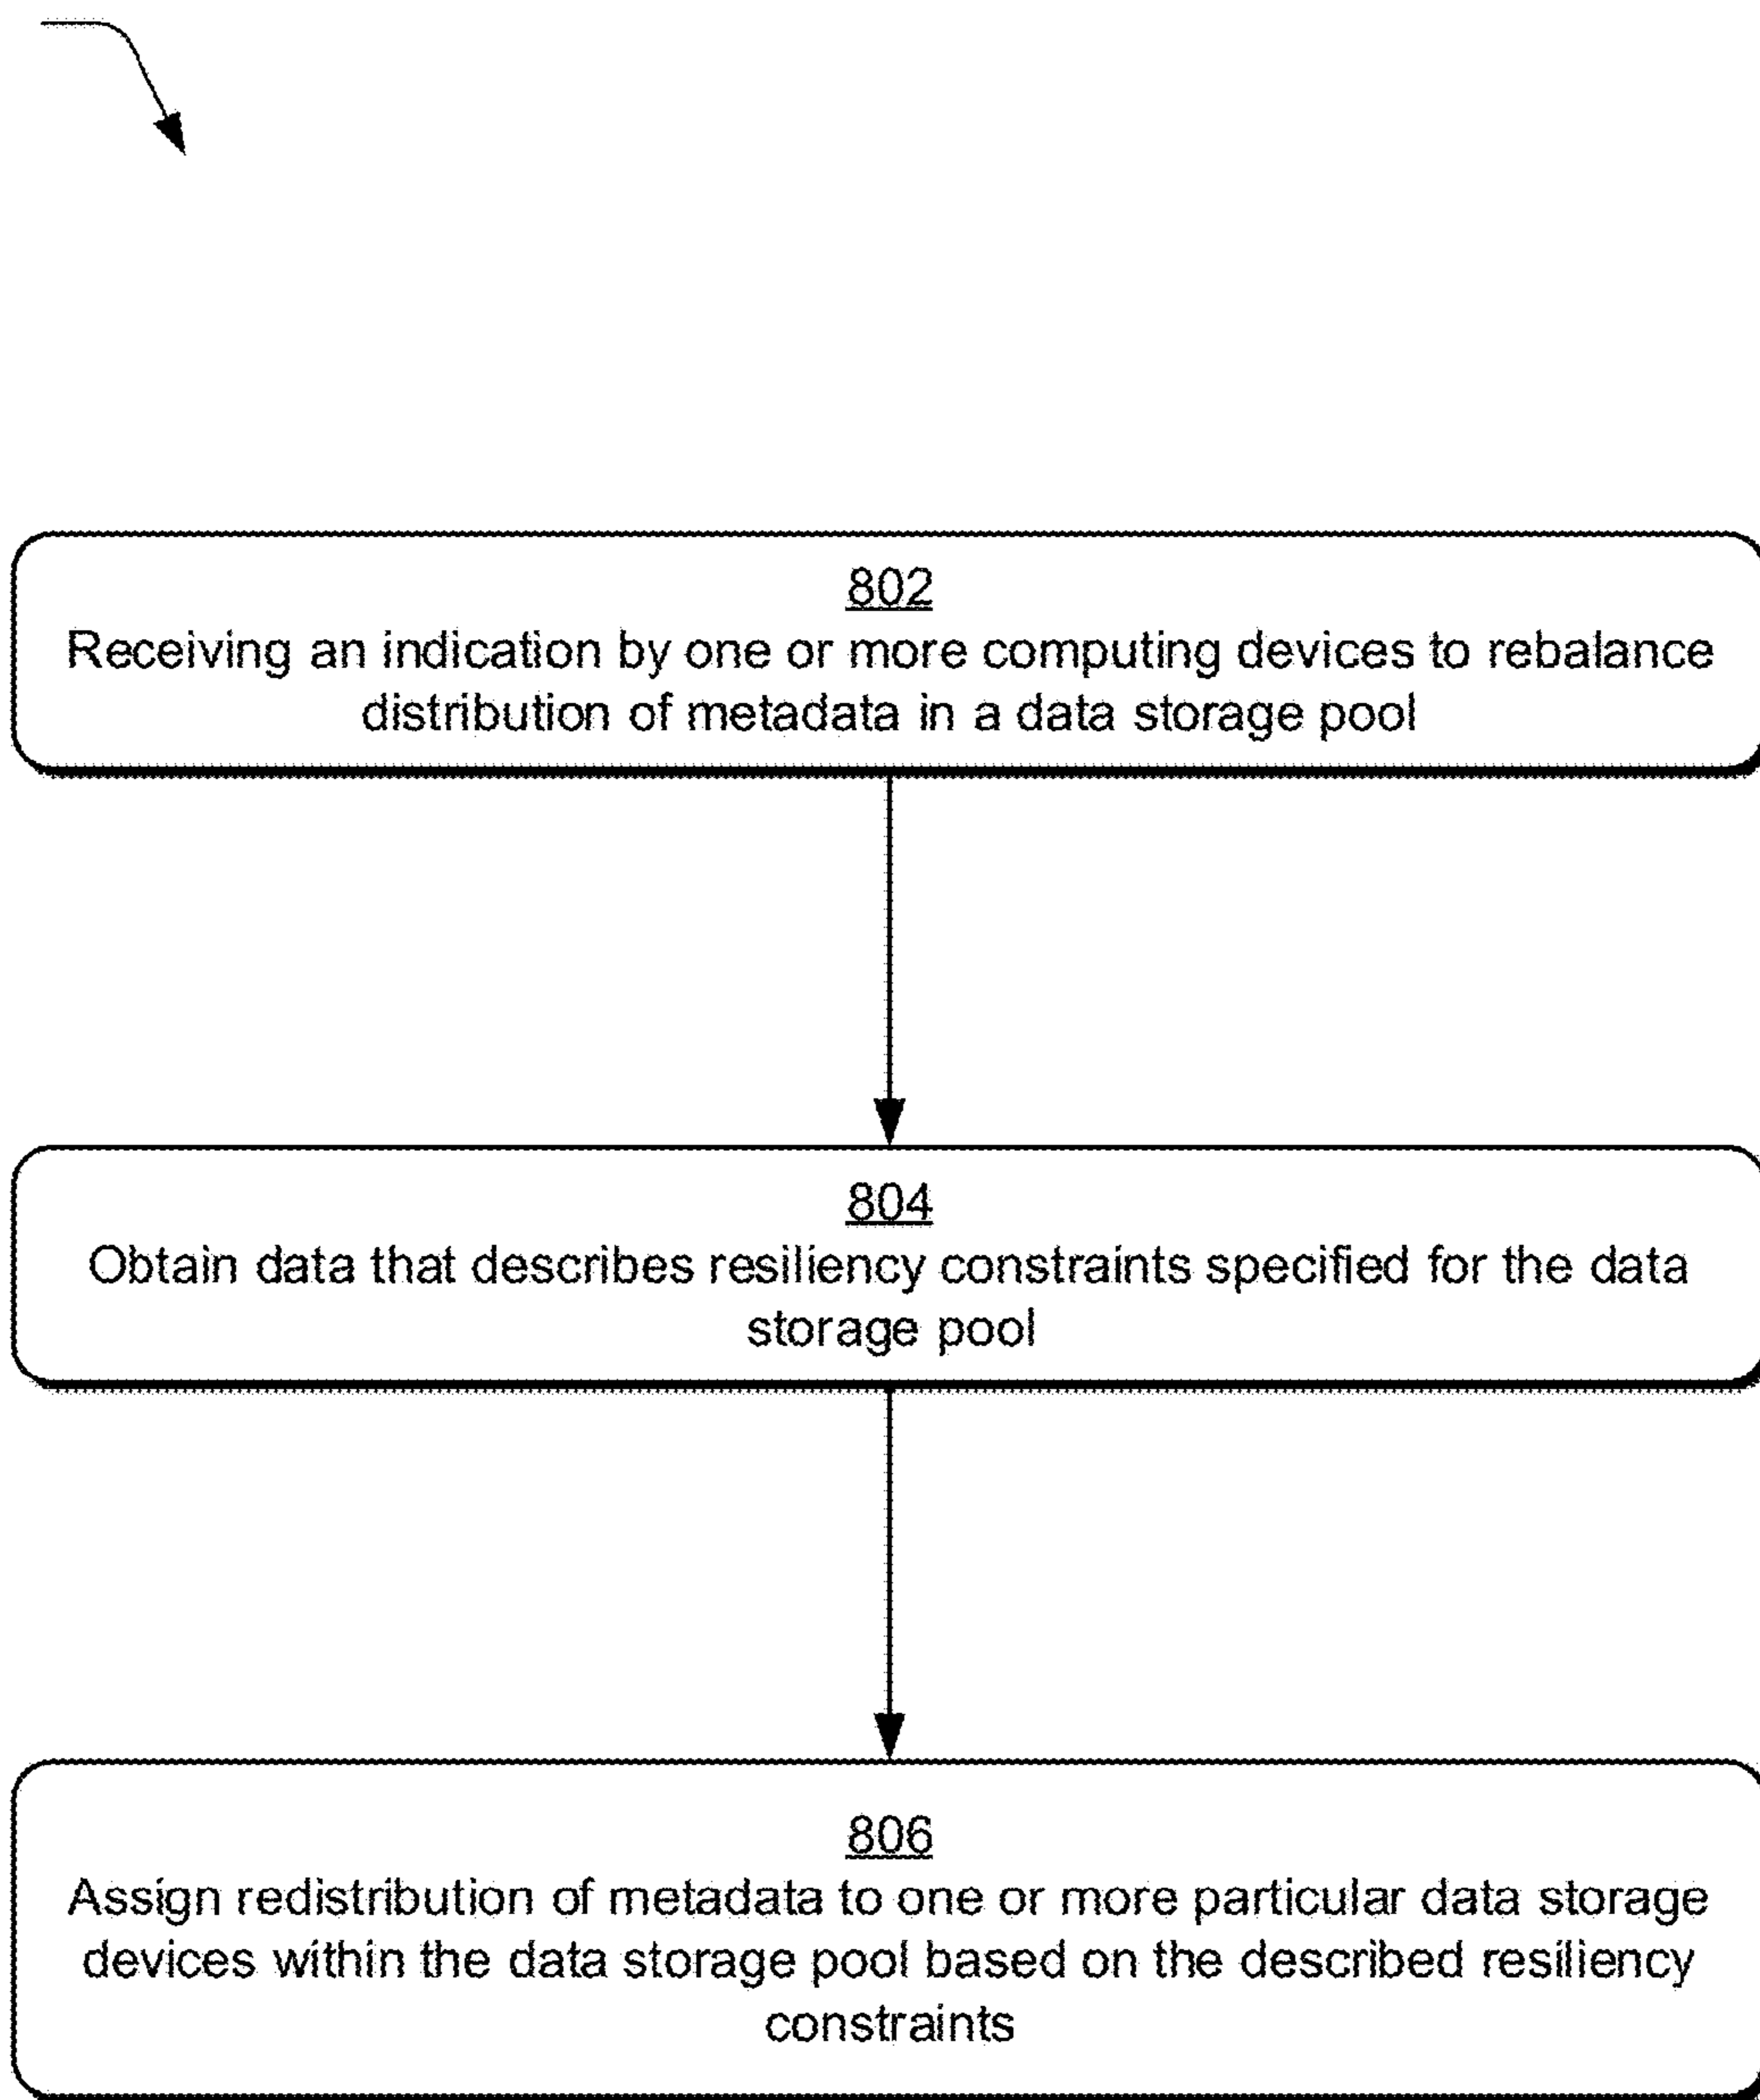 802
Receiving an indication by one or more computing devices to rebalance
distribution of metadata in a data storage pool
804
Obtain data that describes resiliency constraints specified for the data
storage pool
806
Assign redistribution of metadata to one or more particular data storage
devices within the data storage pool based on the described resiliency
constraints